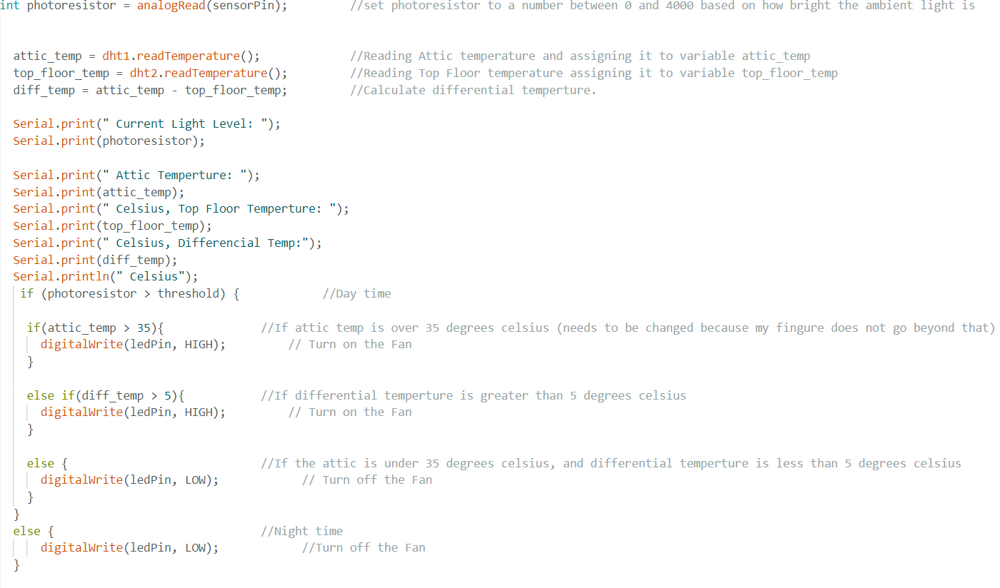 int photoresistor = analogRead(sensorPin); //set photoresistor to a number between 0 and 4000 based on how bright the ambient light is
attic_temp = dht1.readTemperature(); //Reading Attic temperature and assigning it to variable attic_temp
top_floor_temp = dht2.readTemperature(); //Reading Top Floor temperature assigning it to variable top_floor_temp
diff_temp = attic_temp - top_floor_temp; //Calculate differential temperture.
Serial.print(" Current Light Level: ");
Serial.print(photoresistor);
Serial.print(" Attic Temperture: ");
Serial.print(attic_temp);
Serial.print(" Celsius, Top Floor Temperture: ");
Serial.print(top_floor_temp);
Serial.print(" Celsius, Differencial Temp:");
Serial.print(diff_temp);
Serial.println(" Celsius");
if (photoresistor > threshold) { //Day time
if(attic_temp > 35){ //If attic temp is over 35 degrees celsius (needs to be changed because my fingure does not go beyond that)
digitalWrite(ledPin, HIGH); // Turn on the Fan
}
else if(diff_temp > 5){ //If differential temperture is greater than 5 degrees celsius
digitalWrite(ledPin, HIGH); // Turn on the Fan
}
else { //If the attic is under 35 degrees celsius, and differential temperture is less than 5 degrees celsius
digitalWrite(ledPin, LOW); // Turn off the Fan
}
}
else { //Night time
digitalWrite(ledPin, LOW); //Turn off the Fan
}